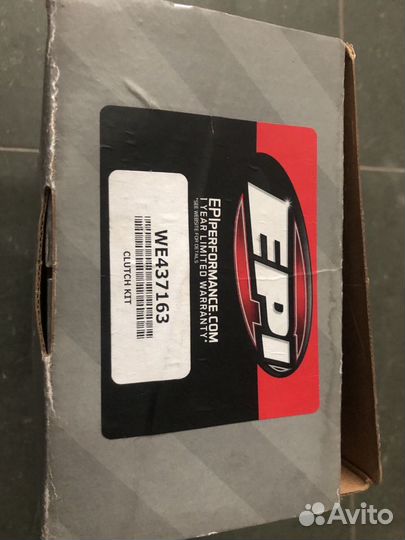 EPI
EPIPERFORMANCE.COM
1 YEAR LIMITED WARRANTY*
*SEE WEBSITE FOR DETAILS
WE437163
CLUTCH KIT
Avito